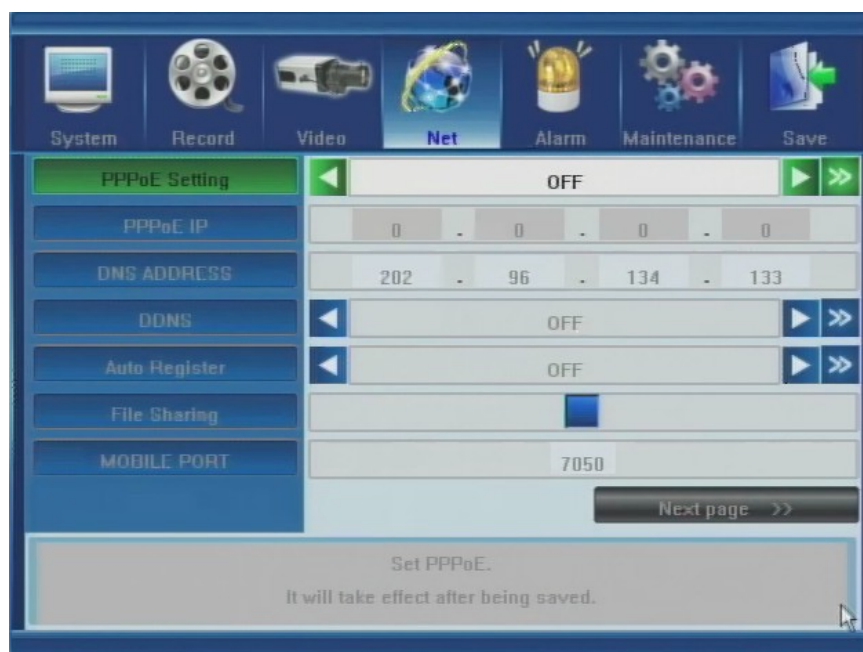 System Record Video Net Alarm Maintenance Save
PPPoE Setting OFF
PPPoE IP 0 . 0 . 0 . 0
DNS ADDRESS 202 . 96 . 134 . 133
DDNS OFF
Auto Register OFF
File Sharing
MOBILE PORT 7050
Next page >>
Set PPPoE.
It will take effect after being saved.